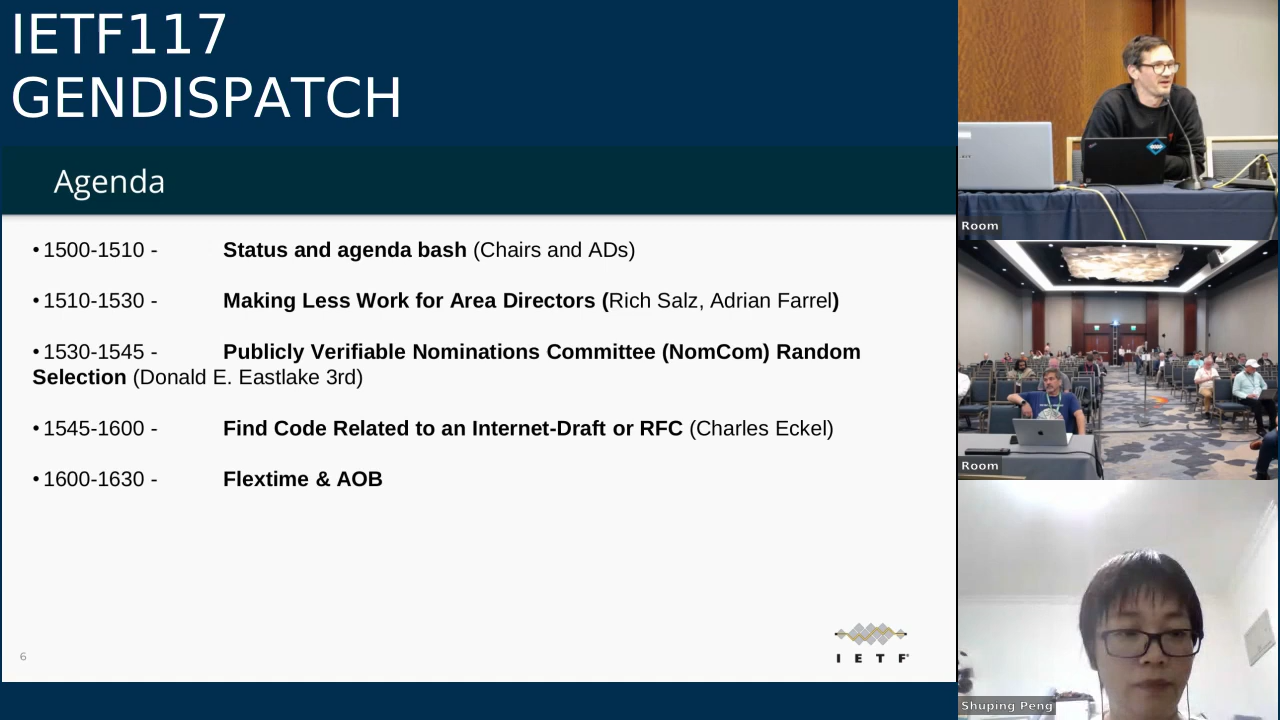 IETF117
GENDISPATCH
Agenda
• 1500-1510 - Status and agenda bash (Chairs and ADs)
• 1510-1530 - Making Less Work for Area Directors (Rich Salz, Adrian Farrel)
• 1530-1545 - Publicly Verifiable Nominations Committee (NomCom) Random
Selection (Donald E. Eastlake 3rd)
• 1545-1600 - Find Code Related to an Internet-Draft or RFC (Charles Eckel)
• 1600-1630 - Flextime & AOB
6
I E T F
Room
Room
Shuping Peng